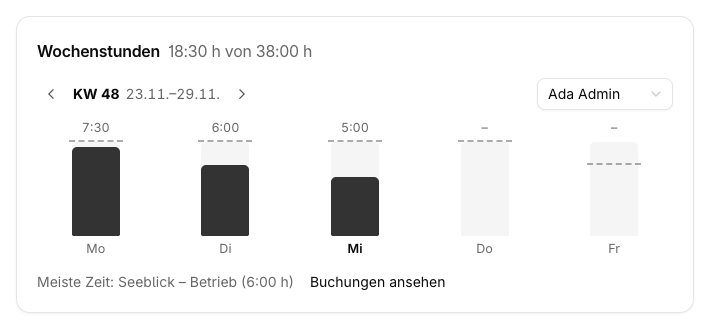 Wochenstunden 18:30 h von 38:00 h
KW 48 23.11.–29.11.
Ada Admin
7:30 6:00 5:00 – –
Mo Di Mi Do Fr
Meiste Zeit: Seeblick – Betrieb (6:00 h) Buchungen ansehen